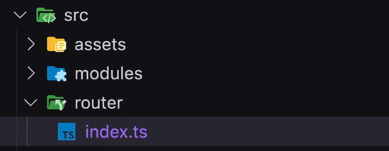 src
assets
modules
router
TS index.ts